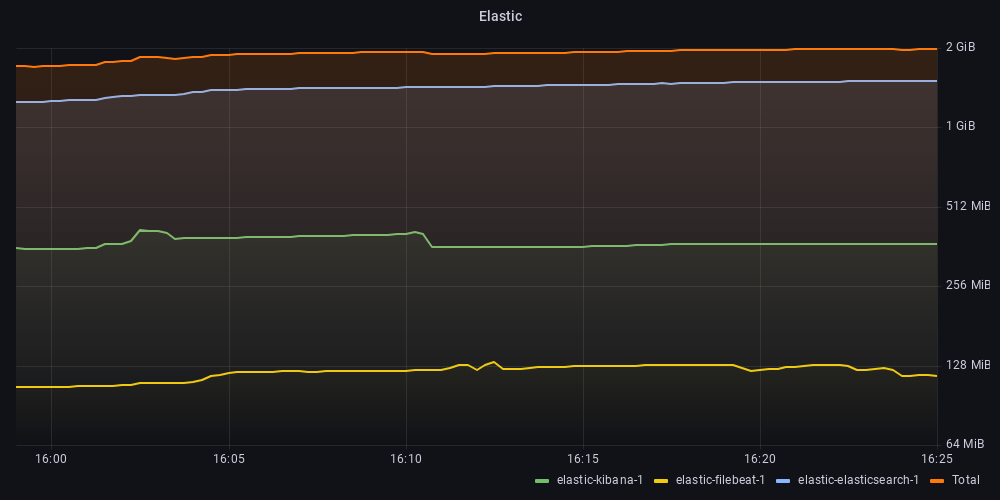 Elastic
2 GiB
1 GiB
512 MiB
256 MiB
128 MiB
64 MiB
16:00 16:05 16:10 16:15 16:20 16:25
elastic-kibana-1 elastic-filebeat-1 elastic-elasticsearch-1 Total